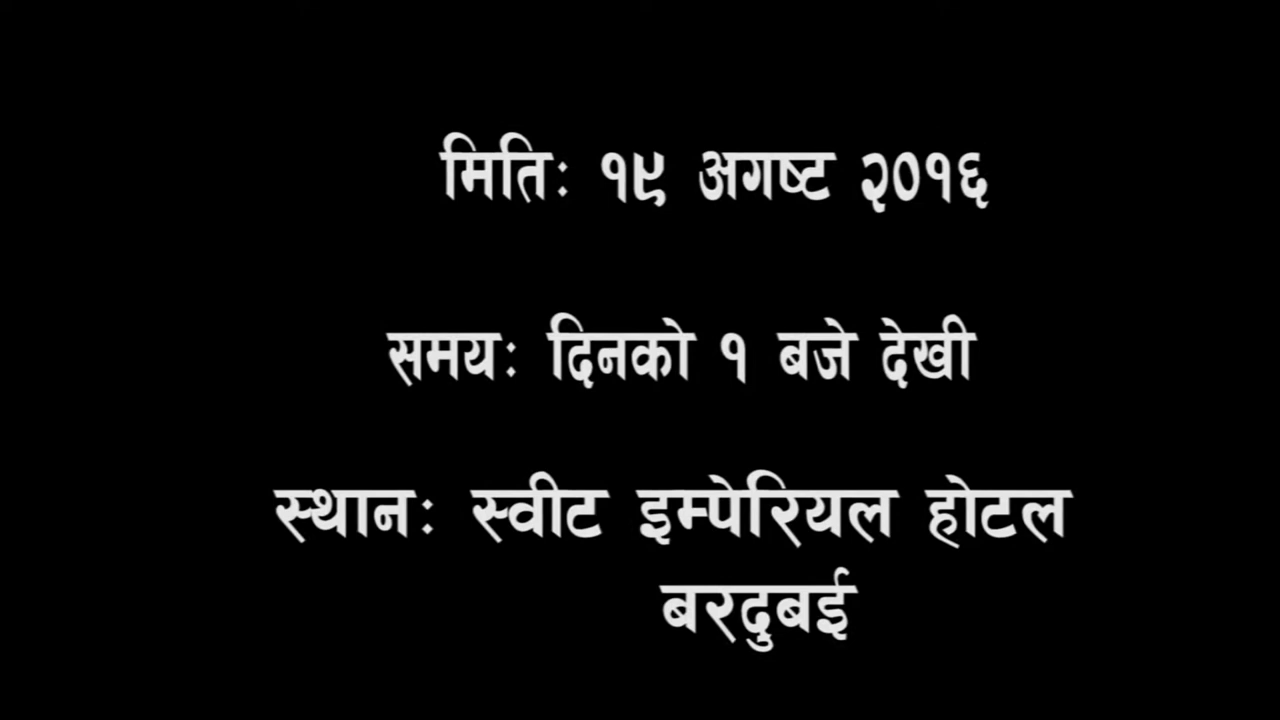 मितिः १९ अगष्ट २०१६
समयः दिनको १ बजे देखी
स्थानः स्वीट इम्पेरियल होटल
बरदुबई